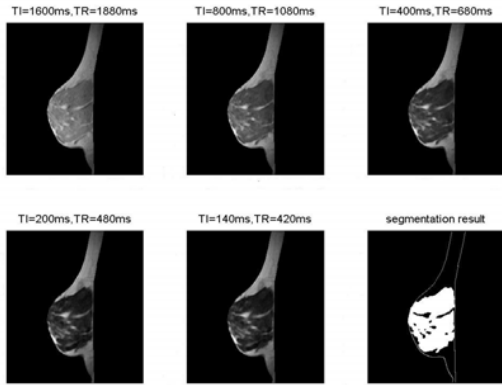 TI=1600ms,TR=1880ms
TI=800ms,TR=1080ms
TI=400ms,TR=680ms
TI=200ms,TR=480ms
TI=140ms,TR=420ms
segmentation result